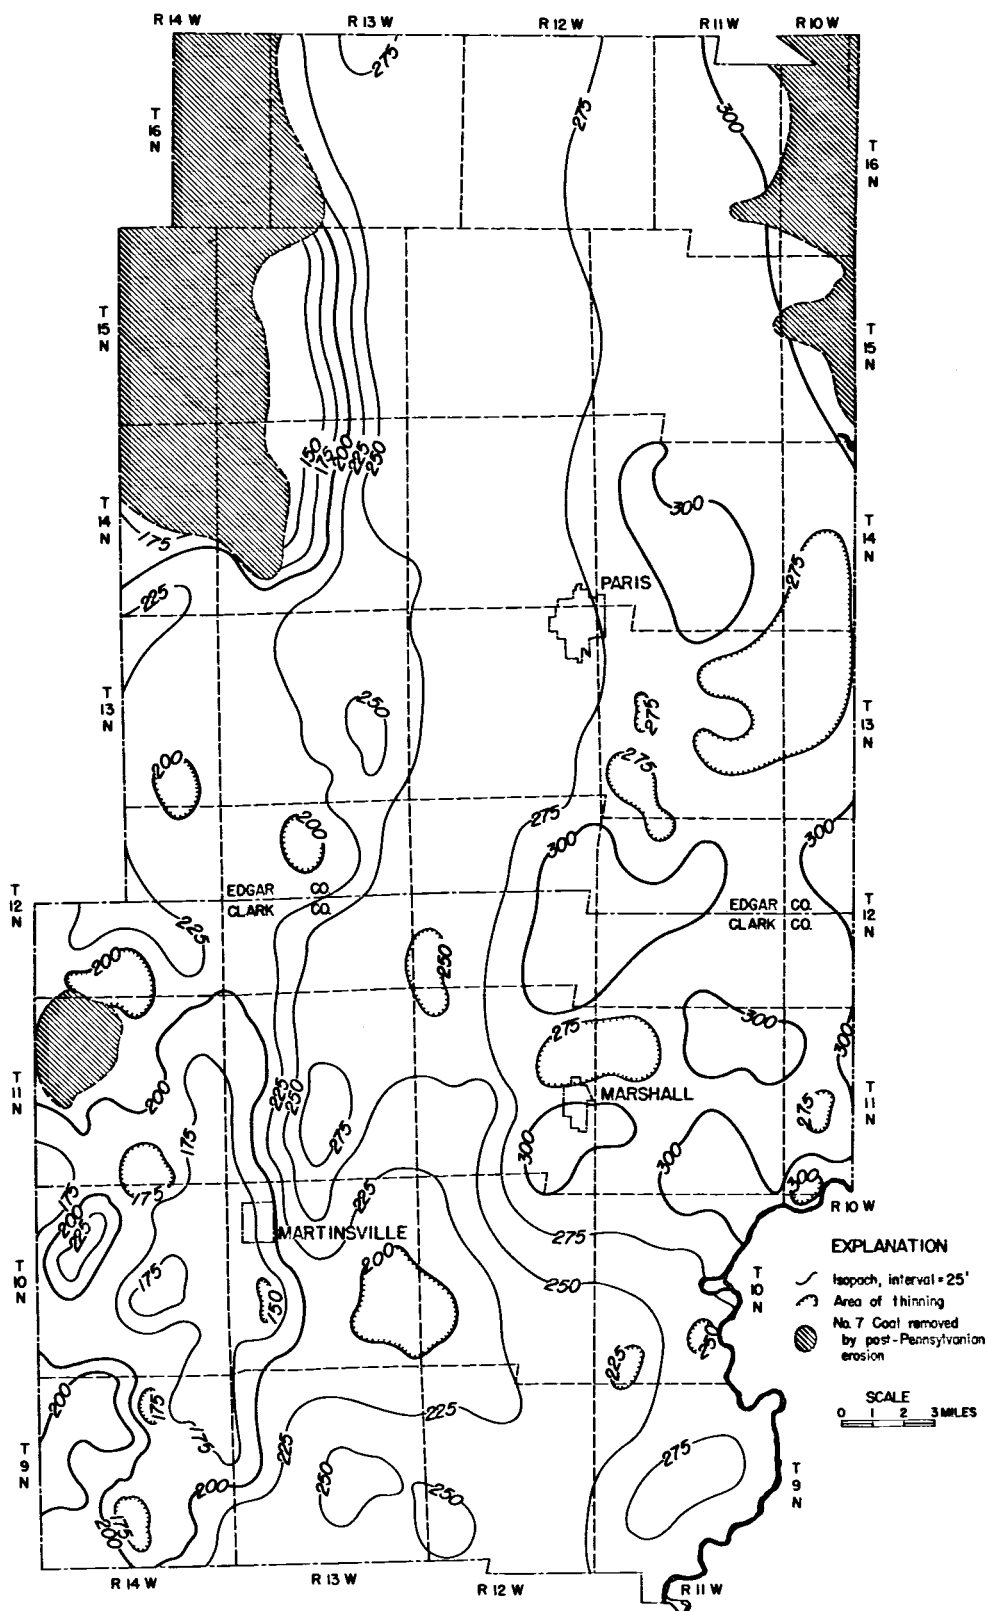 R 14 W
R 13 W
R 12 W
R 11 W
R 10 W
275
T 16 N
275
300
T 16 N
T 15 N
T 15 N
150
175
200
225
250
300
T 14 N
175
T 14 N
275
225
PARIS
T 13 N
250
275
T 13 N
200
275
200
275
300
300
T 12 N
EDGAR CO.
CLARK CO.
EDGAR CO.
CLARK CO.
T 12 N
225
200
250
275
300
300
T 11 N
200
225
250
MARSHALL
275
T 11 N
175
275
300
300
175
175
225
300
R 10 W
200
225
MARTINSVILLE
275
EXPLANATION
T 10 N
175
200
250
T 10 N
Isopach, interval = 25'
150
Area of thinning
No. 7 Coal removed
by post-Pennsylvanian
erosion
250
225
200
175
225
SCALE
0 1 2 3 MILES
175
225
T 9 N
200
250
250
275
T 9 N
175
200
R 14 W
R 13 W
R 12 W
R 11 W